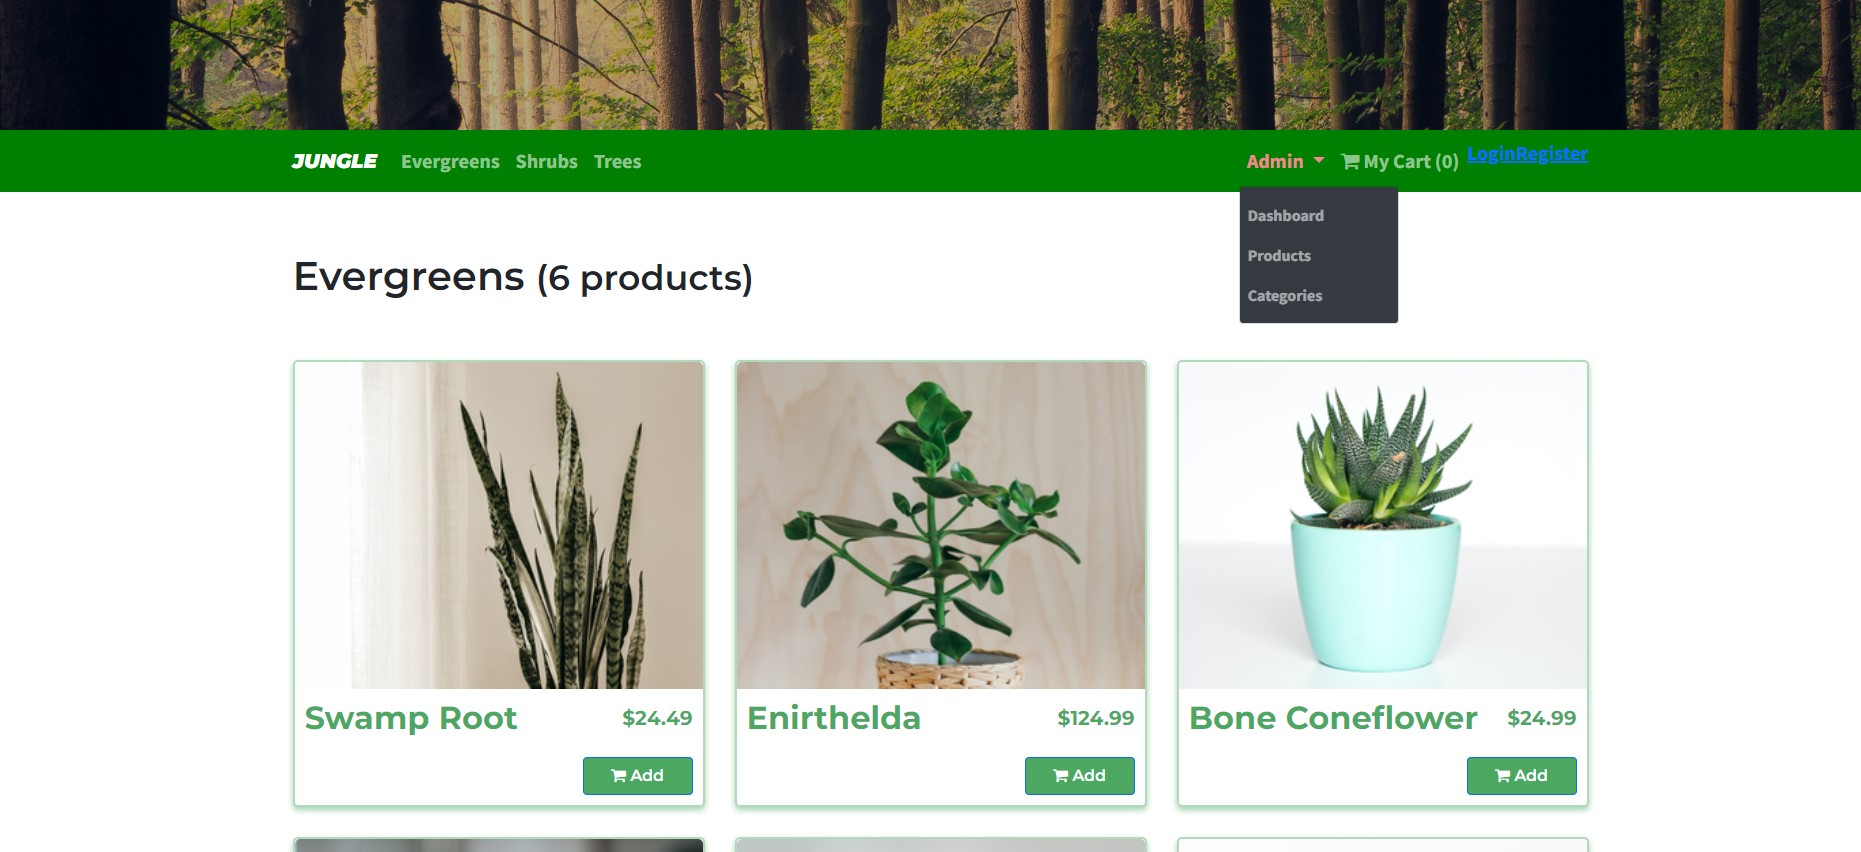 JUNGLE Evergreens Shrubs Trees Admin My Cart (0) LoginRegister
Dashboard
Products
Categories
Evergreens (6 products)
Swamp Root $24.49
Add
Enirthelda $124.99
Add
Bone Coneflower $24.99
Add